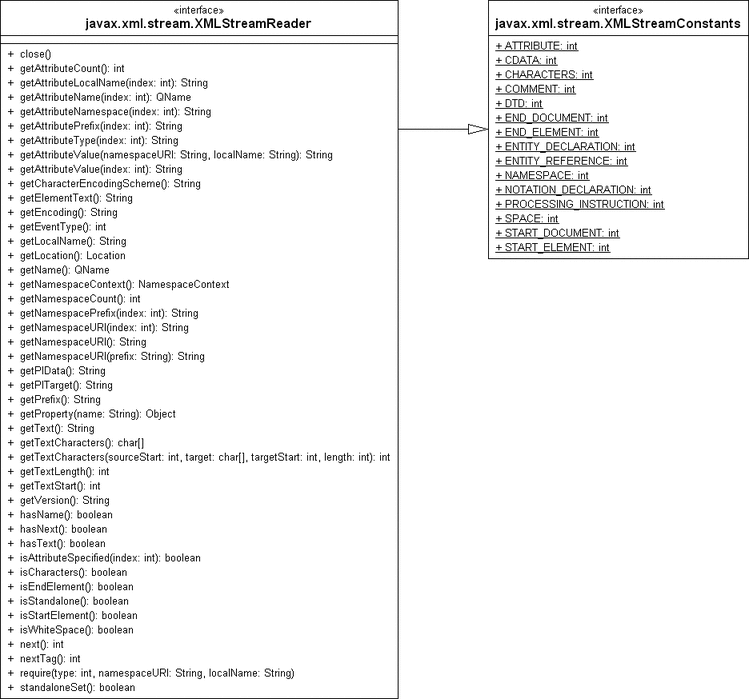 «interface»
javax.xml.stream.XMLStreamReader
+ close()
+ getAttributeCount(): int
+ getAttributeLocalName(index: int): String
+ getAttributeName(index: int): QName
+ getAttributeNamespace(index: int): String
+ getAttributePrefix(index: int): String
+ getAttributeType(index: int): String
+ getAttributeValue(namespaceURI: String, localName: String): String
+ getAttributeValue(index: int): String
+ getCharacterEncodingScheme(): String
+ getElementText(): String
+ getEncoding(): String
+ getEventType(): int
+ getLocalName(): String
+ getLocation(): Location
+ getName(): QName
+ getNamespaceContext(): NamespaceContext
+ getNamespaceCount(): int
+ getNamespacePrefix(index: int): String
+ getNamespaceURI(index: int): String
+ getNamespaceURI(): String
+ getNamespaceURI(prefix: String): String
+ getPIData(): String
+ getPITarget(): String
+ getPrefix(): String
+ getProperty(name: String): Object
+ getText(): String
+ getTextCharacters(): char[]
+ getTextCharacters(sourceStart: int, target: char[], targetStart: int, length: int): int
+ getTextLength(): int
+ getTextStart(): int
+ getVersion(): String
+ hasName(): boolean
+ hasNext(): boolean
+ hasText(): boolean
+ isAttributeSpecified(index: int): boolean
+ isCharacters(): boolean
+ isEndElement(): boolean
+ isStandalone(): boolean
+ isStartElement(): boolean
+ isWhiteSpace(): boolean
+ next(): int
+ nextTag(): int
+ require(type: int, namespaceURI: String, localName: String)
+ standaloneSet(): boolean
«interface»
javax.xml.stream.XMLStreamConstants
+ ATTRIBUTE: int
+ CDATA: int
+ CHARACTERS: int
+ COMMENT: int
+ DTD: int
+ END_DOCUMENT: int
+ END_ELEMENT: int
+ ENTITY_DECLARATION: int
+ ENTITY_REFERENCE: int
+ NAMESPACE: int
+ NOTATION_DECLARATION: int
+ PROCESSING_INSTRUCTION: int
+ SPACE: int
+ START_DOCUMENT: int
+ START_ELEMENT: int